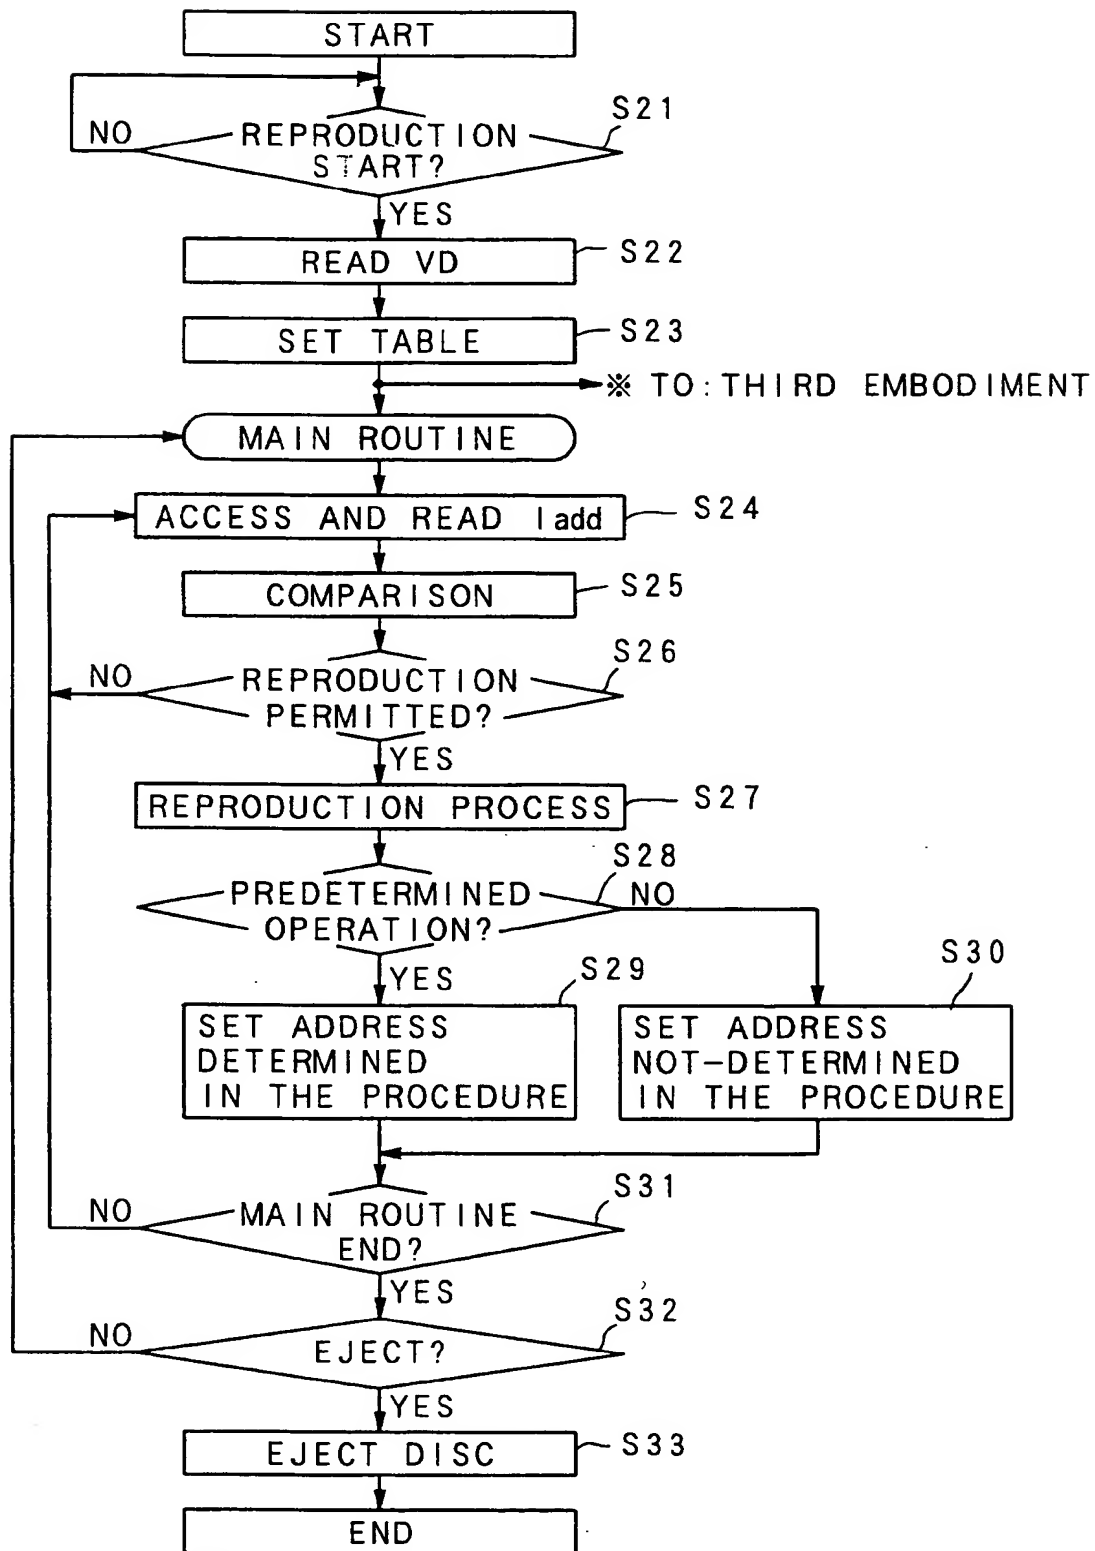 START
S21
NO
REPRODUCTION
START?
YES
READ VD
S22
SET TABLE
S23
※ TO:THIRD EMBODIMENT
MAIN ROUTINE
ACCESS AND READ Iadd
S24
COMPARISON
S25
S26
NO
REPRODUCTION
PERMITTED?
YES
REPRODUCTION PROCESS
S27
S28
PREDETERMINED
NO
OPERATION?
YES
S29
S30
SET ADDRESS
DETERMINED
IN THE PROCEDURE
SET ADDRESS
NOT-DETERMINED
IN THE PROCEDURE
S31
NO
MAIN ROUTINE
END?
YES
S32
NO
EJECT?
YES
EJECT DISC
S33
END